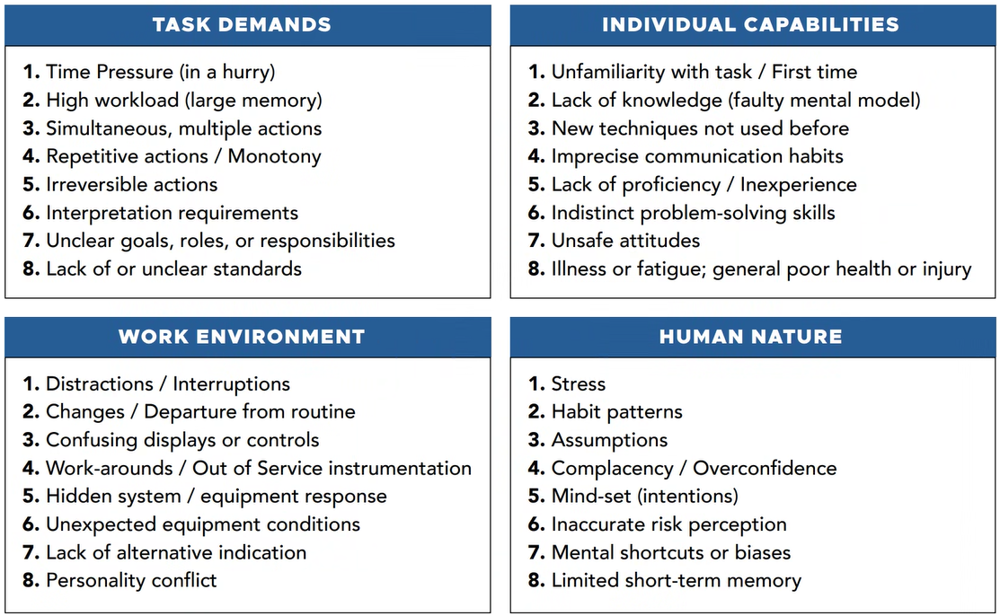 TASK DEMANDS
1. Time Pressure (in a hurry)
2. High workload (large memory)
3. Simultaneous, multiple actions
4. Repetitive actions / Monotony
5. Irreversible actions
6. Interpretation requirements
7. Unclear goals, roles, or responsibilities
8. Lack of or unclear standards
INDIVIDUAL CAPABILITIES
1. Unfamiliarity with task / First time
2. Lack of knowledge (faulty mental model)
3. New techniques not used before
4. Imprecise communication habits
5. Lack of proficiency / Inexperience
6. Indistinct problem-solving skills
7. Unsafe attitudes
8. Illness or fatigue; general poor health or injury
WORK ENVIRONMENT
1. Distractions / Interruptions
2. Changes / Departure from routine
3. Confusing displays or controls
4. Work-arounds / Out of Service instrumentation
5. Hidden system / equipment response
6. Unexpected equipment conditions
7. Lack of alternative indication
8. Personality conflict
HUMAN NATURE
1. Stress
2. Habit patterns
3. Assumptions
4. Complacency / Overconfidence
5. Mind-set (intentions)
6. Inaccurate risk perception
7. Mental shortcuts or biases
8. Limited short-term memory